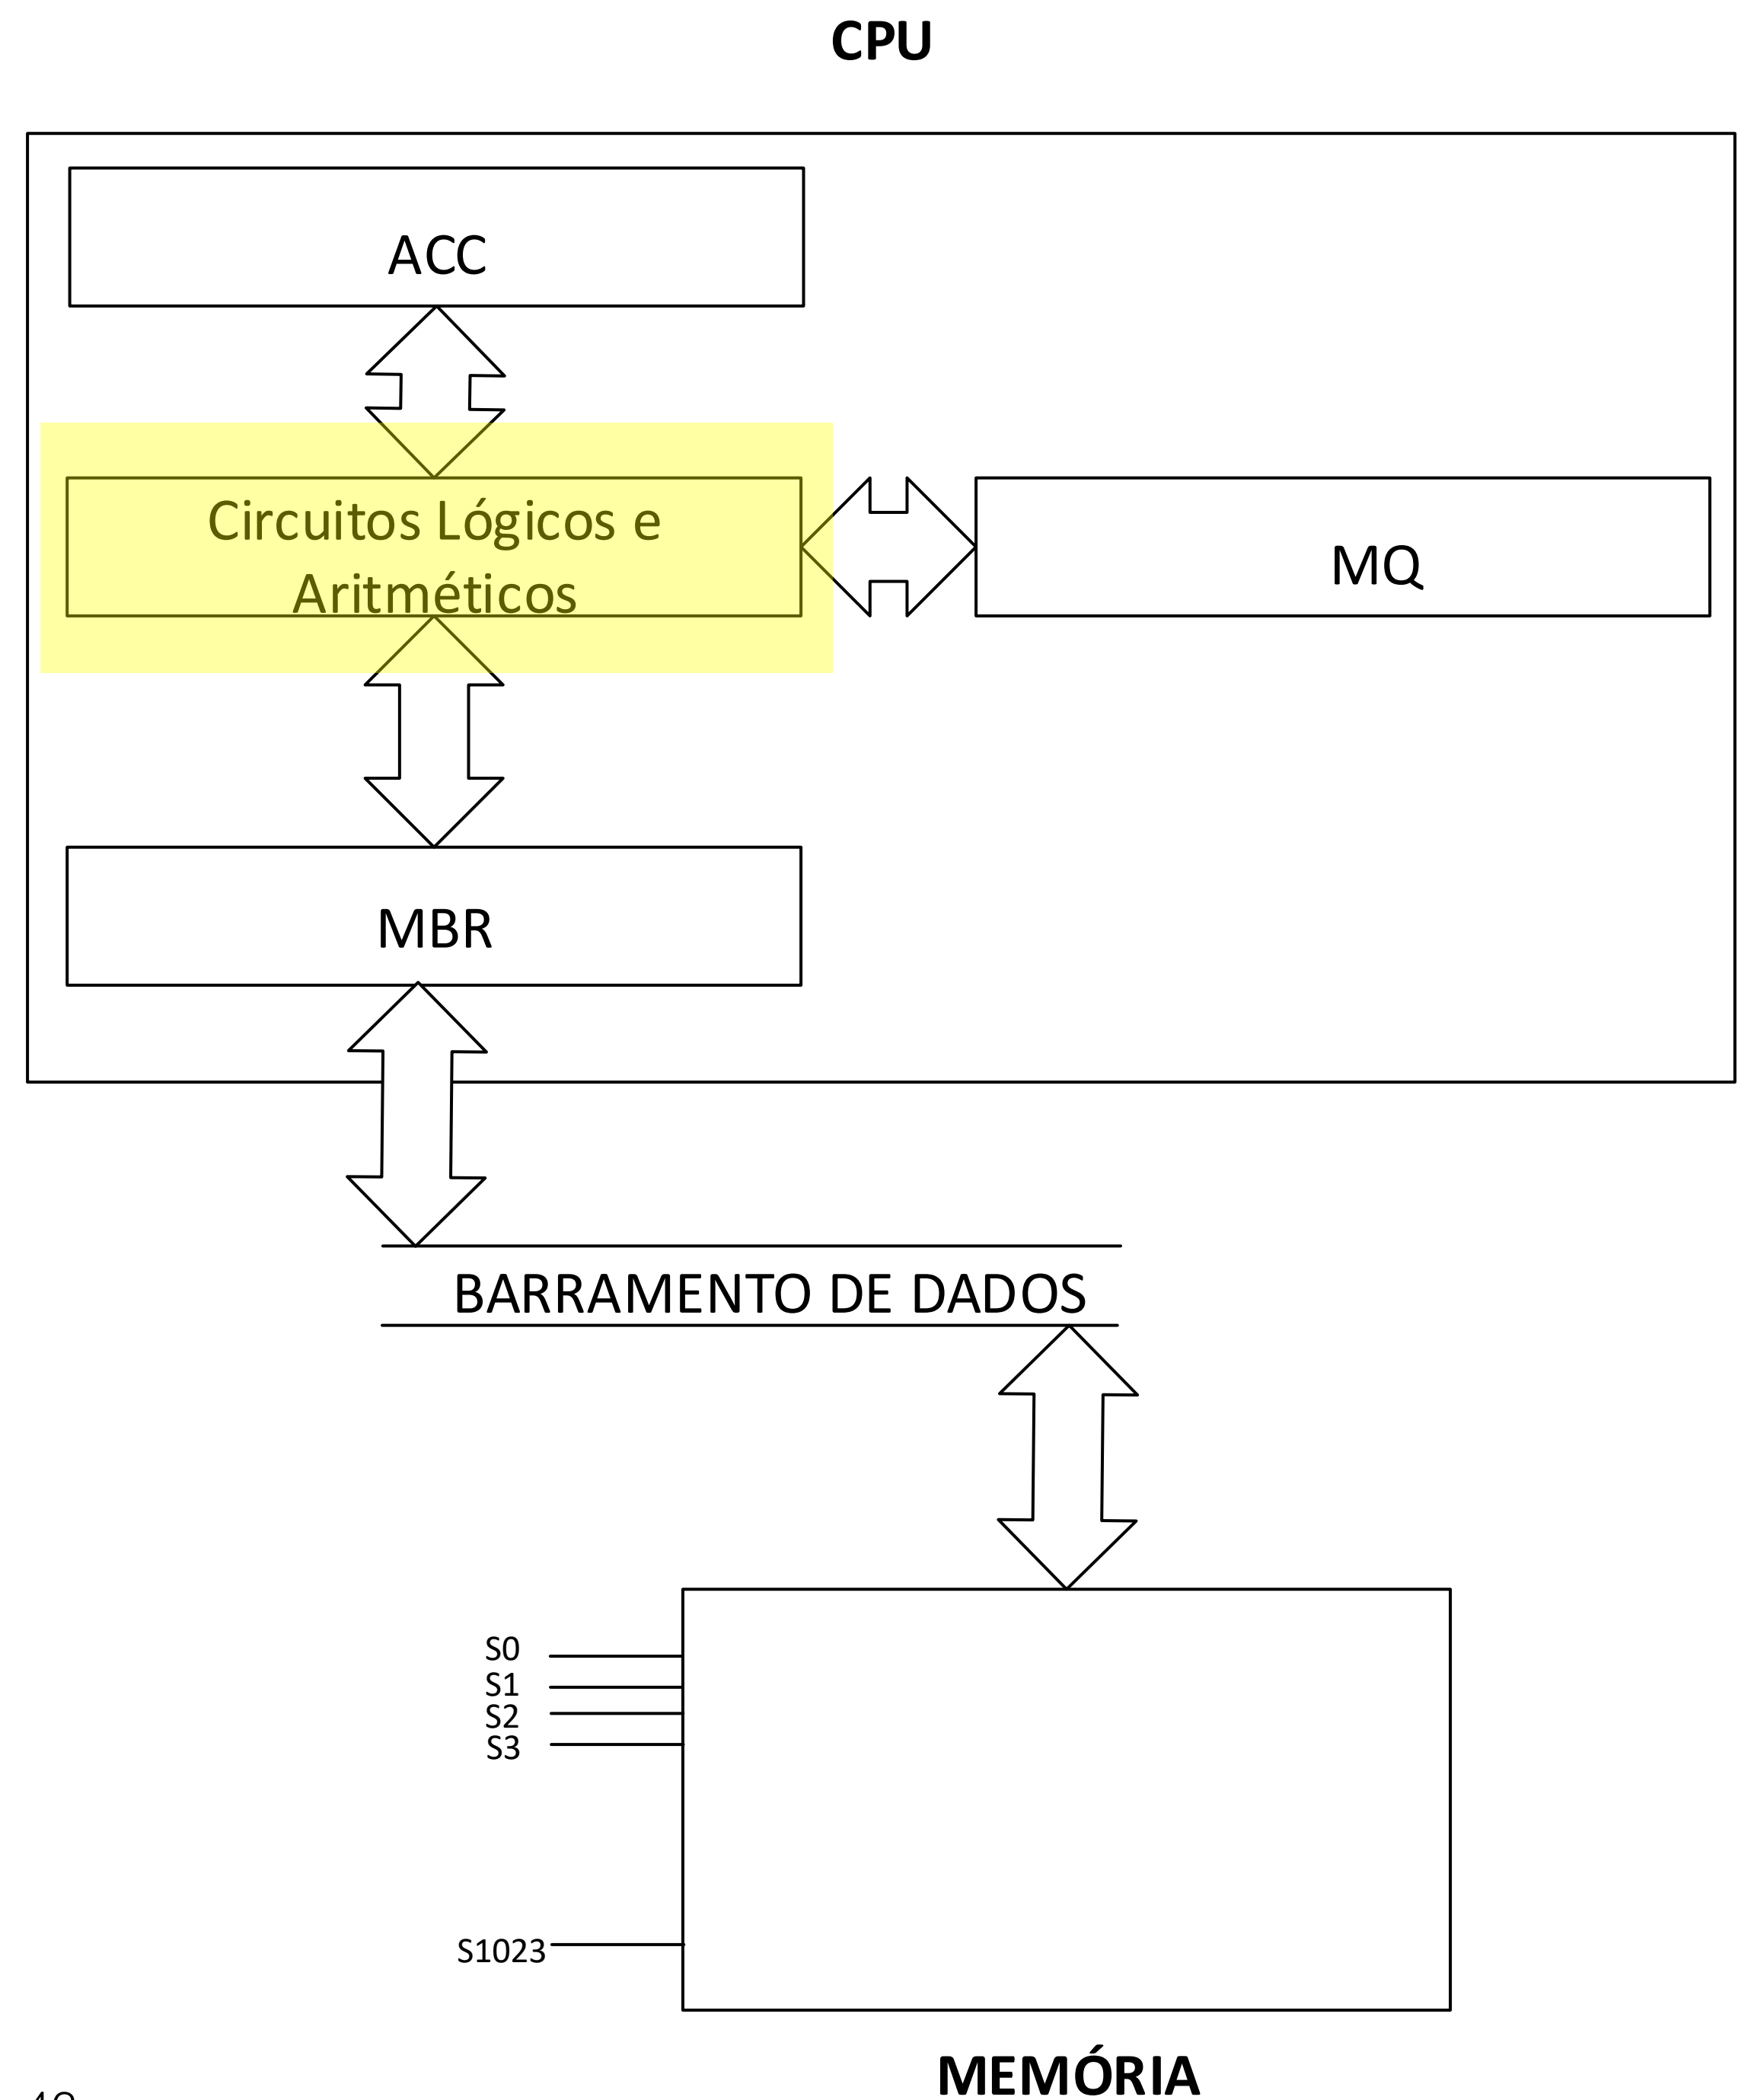 CPU
ACC
Circuitos Lógicos e
Aritméticos
MQ
MBR
BARRAMENTO DE DADOS
S0
S1
S2
S3
S1023
MEMÓRIA